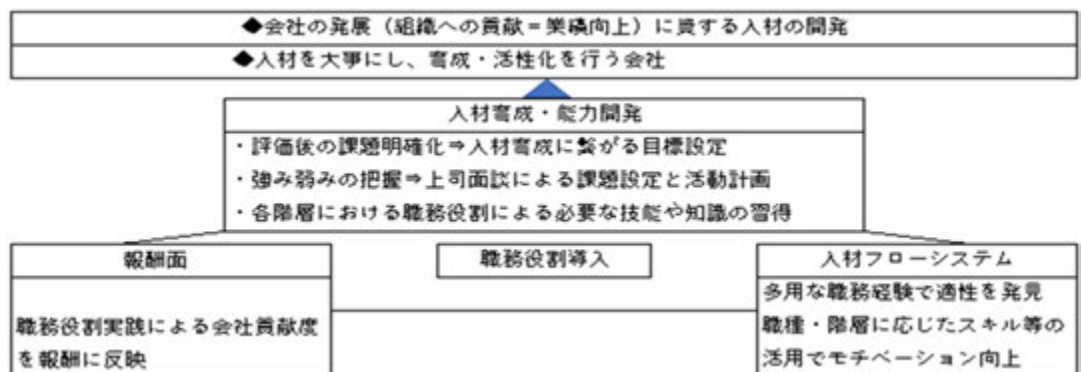 ◆会社の発展（組織への貢献＝業績向上）に資する人材の開発
◆人材を大事にし、育成・活性化を行う会社
人材育成・能力開発
・評価後の課題明確化⇒人材育成に繋がる目標設定
・強み弱みの把握⇒上司面談による課題設定と活動計画
・各階層における職務役割による必要な技能や知識の習得
報酬面
職務役割実践による会社貢献度
を報酬に反映
職務役割導入
人材フローシステム
多用な職務経験で適性を発見
職種・階層に応じたスキル等の
活用でモチベーション向上